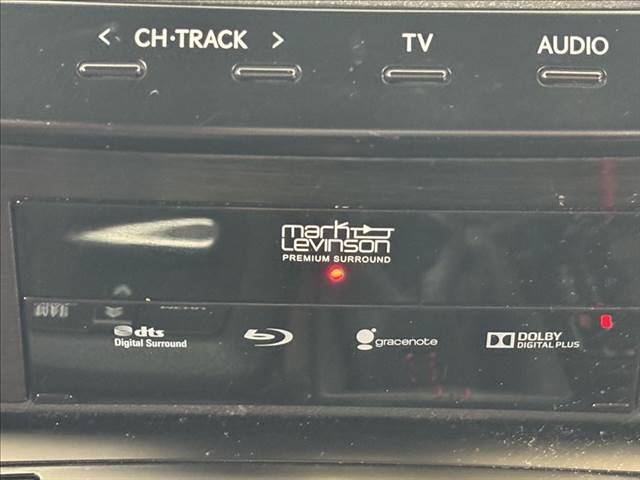 < CH·TRACK > TV AUDIO
mark
Levinson
PREMIUM SURROUND
dts
Digital Surround
gracenote
DOLBY
DIGITAL PLUS